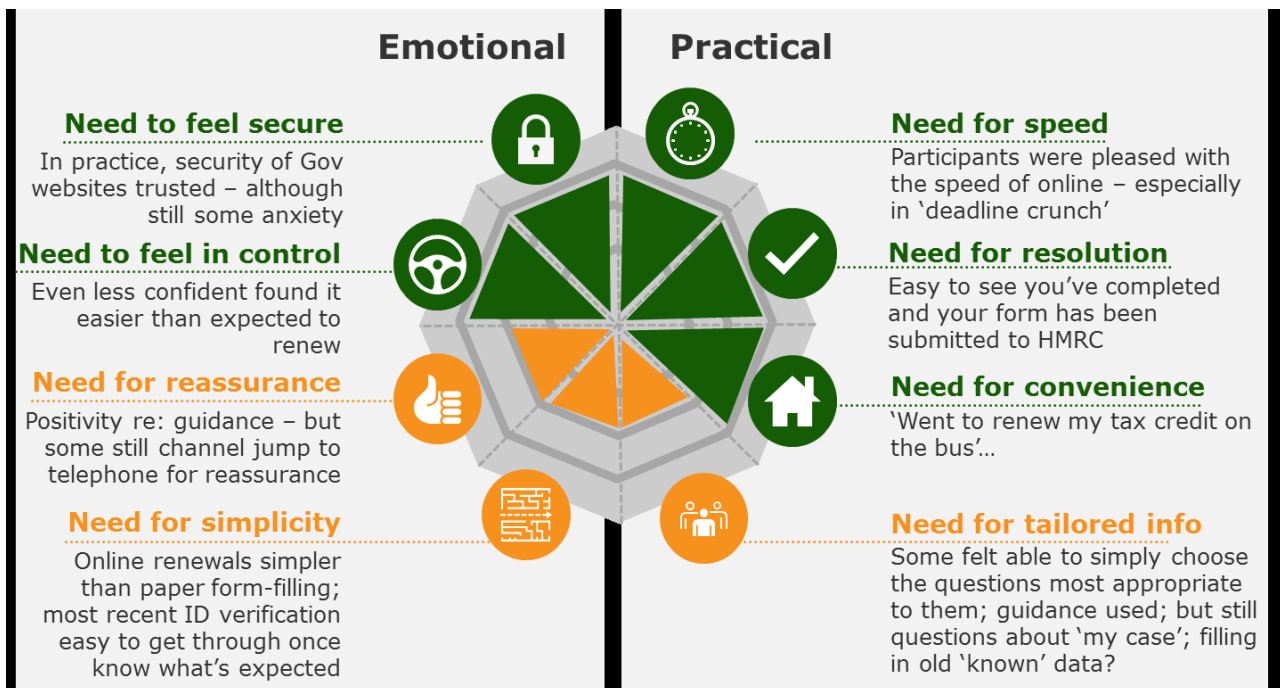 Emotional
Need to feel secure
In practice, security of Gov
websites trusted – although
still some anxiety
Need to feel in control
Even less confident found it
easier than expected to
renew
Need for reassurance
Positivity re: guidance – but
some still channel jump to
telephone for reassurance
Need for simplicity
Online renewals simpler
than paper form-filling;
most recent ID verification
easy to get through once
know what's expected
Practical
Need for speed
Participants were pleased with
the speed of online – especially
in ‘deadline crunch’
Need for resolution
Easy to see you’ve completed
and your form has been
submitted to HMRC
Need for convenience
‘Went to renew my tax credit on
the bus’…
Need for tailored info
Some felt able to simply choose
the questions most appropriate
to them; guidance used; but still
questions about ‘my case’; filling
in old ‘known’ data?